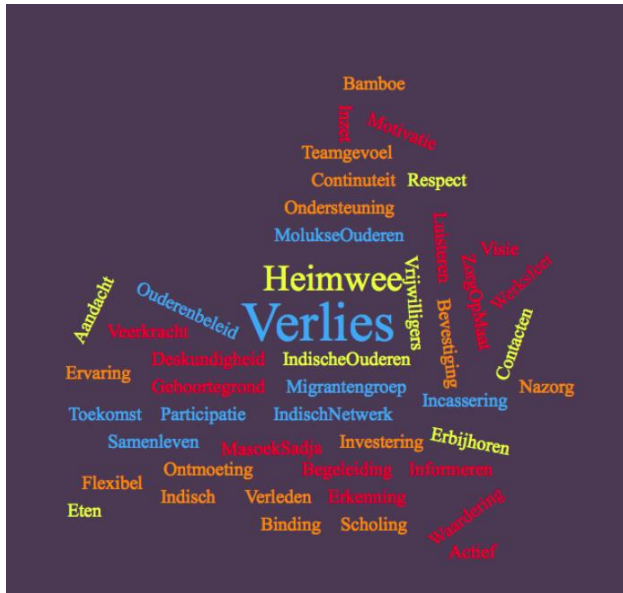 Bamboe
Inzet
Motivatie
Teamgevoel
Continuteit
Respect
Ondersteuning
MolukseOuderen
Luisteren
Visie
Heimwee
Vrijwilligers
ZorgOpMaat
Werksfeer
Aandacht
Ouderenbeleid
Verlies
Bevestiging
Contacten
Veerkracht
Deskundigheid
IndischeOuderen
Ervaring
Geboortegrond
Migrantengroep
Incassering
Nazorg
Toekomst
Participatie
IndischNetwerk
Samenleven
MasoekSadja
Investering
Erbijhoren
Ontmoeting
Begeleiding
Informeren
Flexibel
Indisch
Verleden
Erkenning
Eten
Binding
Scholing
Waardering
Actief